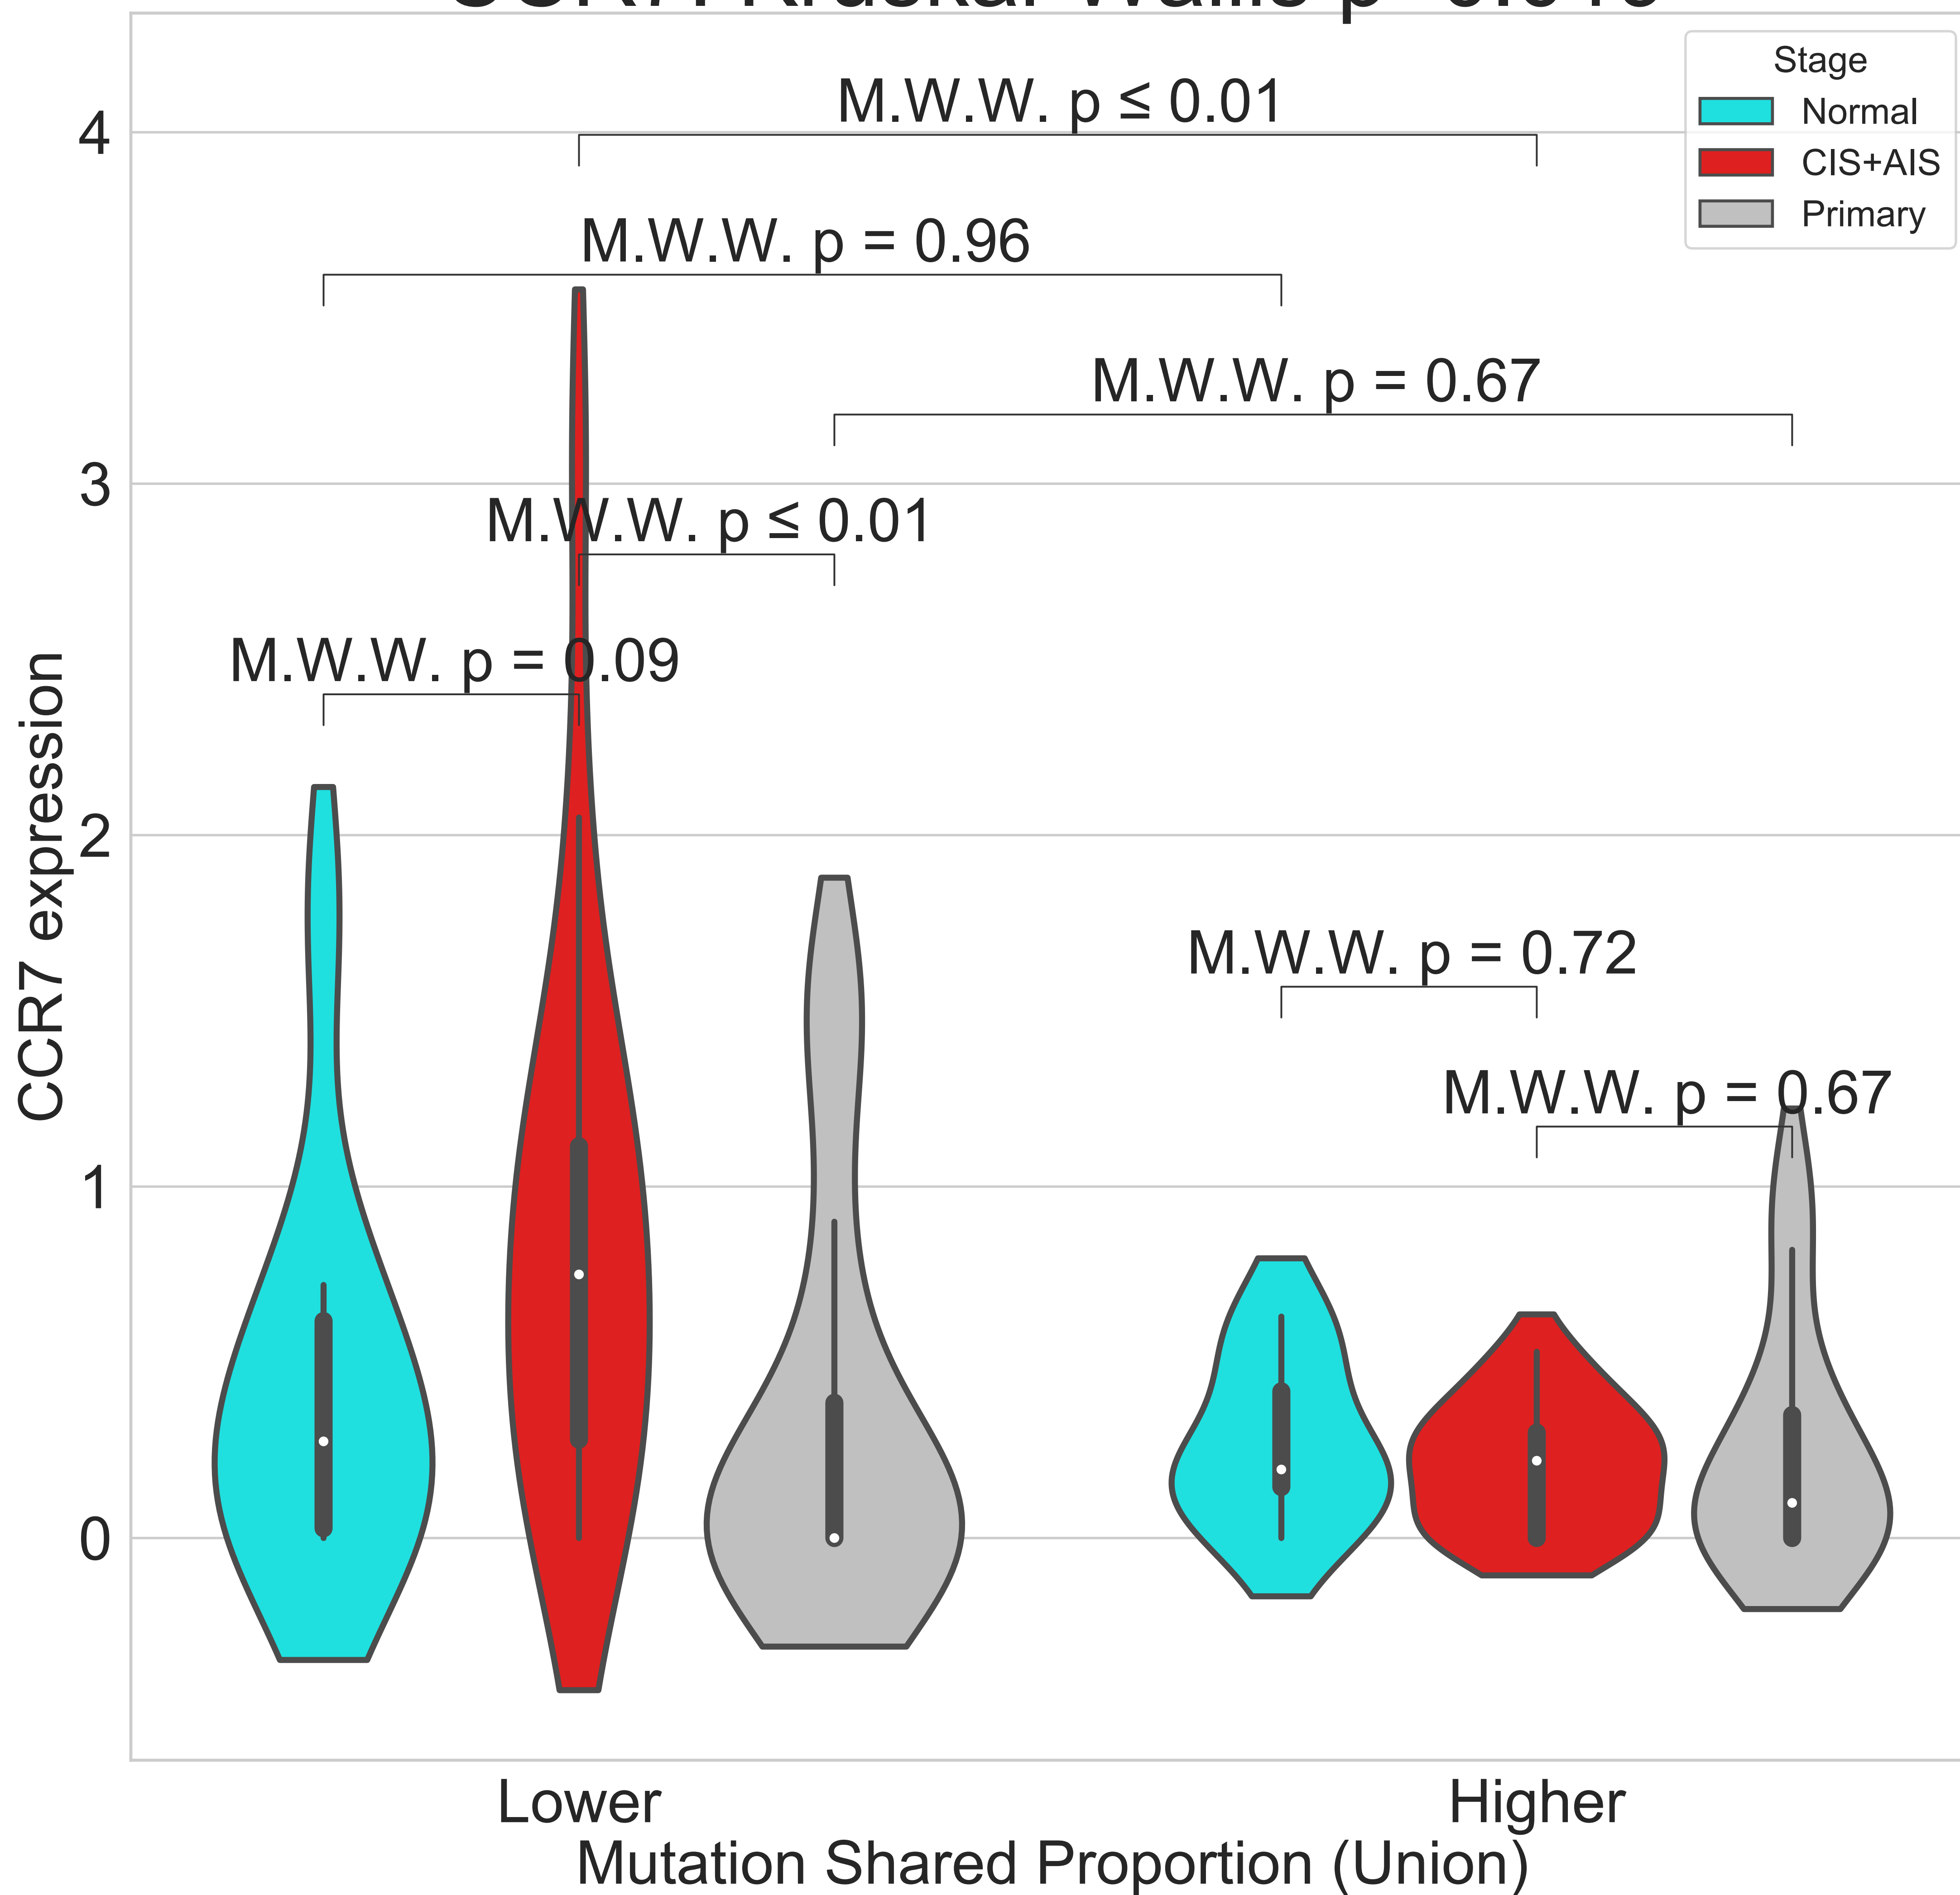 Stage
Normal
CIS+AIS
Primary
M.W.W. p ≤ 0.01
M.W.W. p = 0.96
M.W.W. p = 0.67
M.W.W. p ≤ 0.01
M.W.W. p = 0.09
M.W.W. p = 0.72
M.W.W. p = 0.67
4
3
2
1
0
CCR7 expression
Lower
Higher
Mutation Shared Proportion (Union)